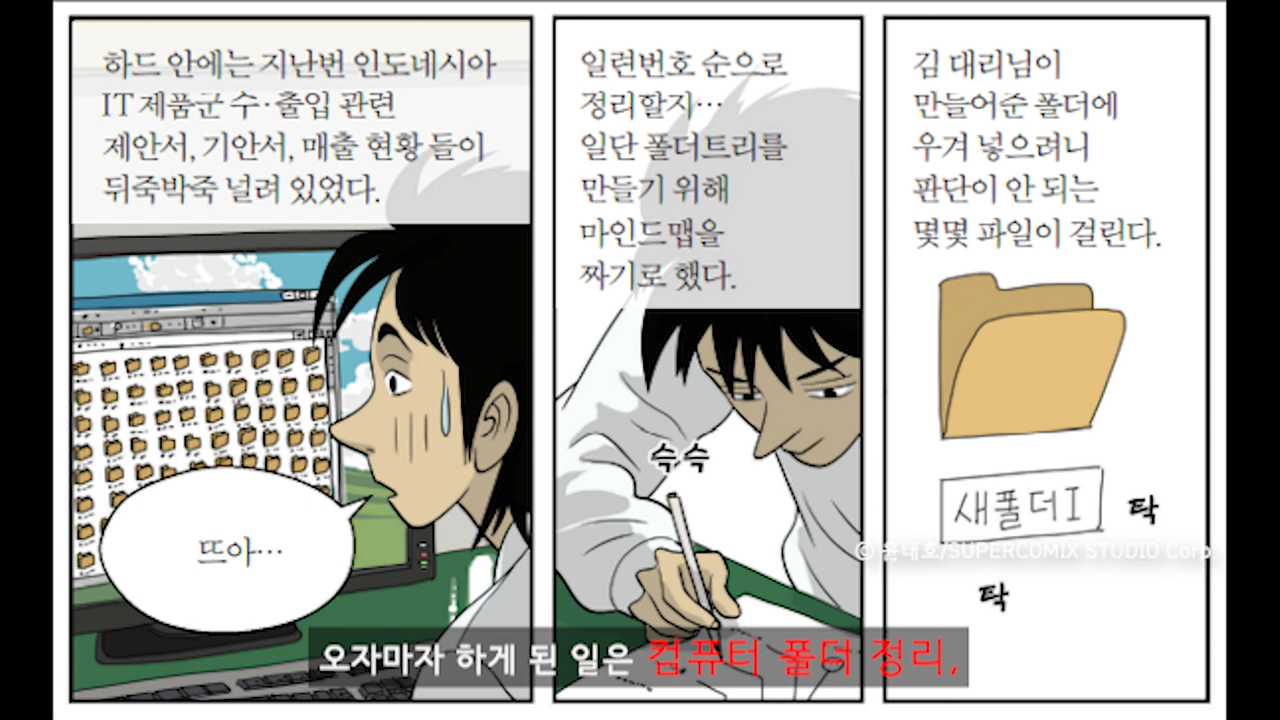 하드 안에는 지난번 인도네시아
IT 제품군 수·출입 관련
제안서, 기안서, 매출 현황 들이
뒤죽박죽 널려 있었다.
뜨아…
일련번호 순으로
정리할지…
일단 폴더트리를
만들기 위해
마인드맵을
짜기로 했다.
슥슥
김 대리님이
만들어준 폴더에
우겨 넣으려니
판단이 안 되는
몇몇 파일이 걸린다.
새폴더I
탁
탁
© 윤태호/SUPERCOMIX STUDIO Corp
오자마자 하게 된 일은 컴퓨터 폴더 정리,